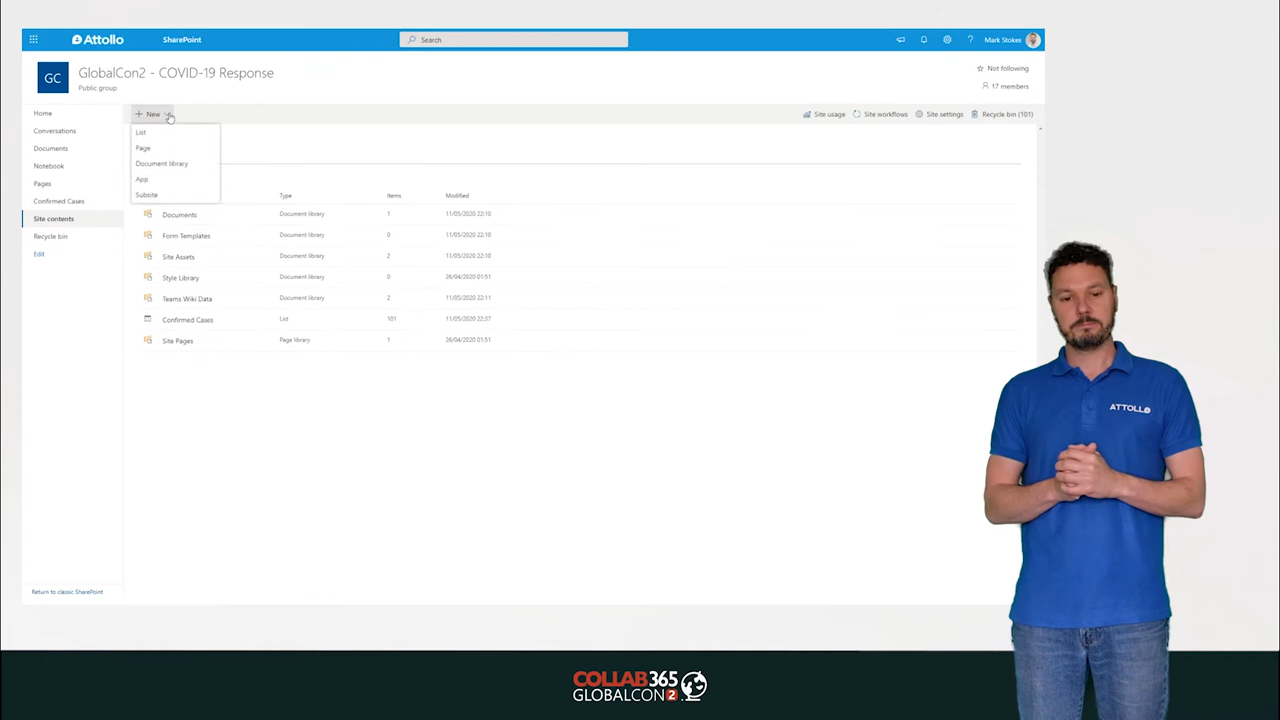 Attollo SharePoint Search Mark Stokes
GC GlobalCon2 - COVID-19 Response
Public group
Not following
17 members
Home
Conversations
Documents
Notebook
Pages
Confirmed Cases
Site contents
Recycle bin
Edit
Return to classic SharePoint
+ New Site usage Site workflows Site settings Recycle bin (101)
List
Page
Document library
App
Subsite
Type Items Modified
Documents Document library 1 11/05/2020 22:10
Form Templates Document library 0 11/05/2020 22:10
Site Assets Document library 2 11/05/2020 22:10
Style Library Document library 0 26/04/2020 01:51
Teams Wiki Data Document library 2 11/05/2020 22:11
Confirmed Cases List 101 11/05/2020 22:37
Site Pages Page library 1 26/04/2020 01:51
ATTOLLO
COLLAB365
GLOBALCON2